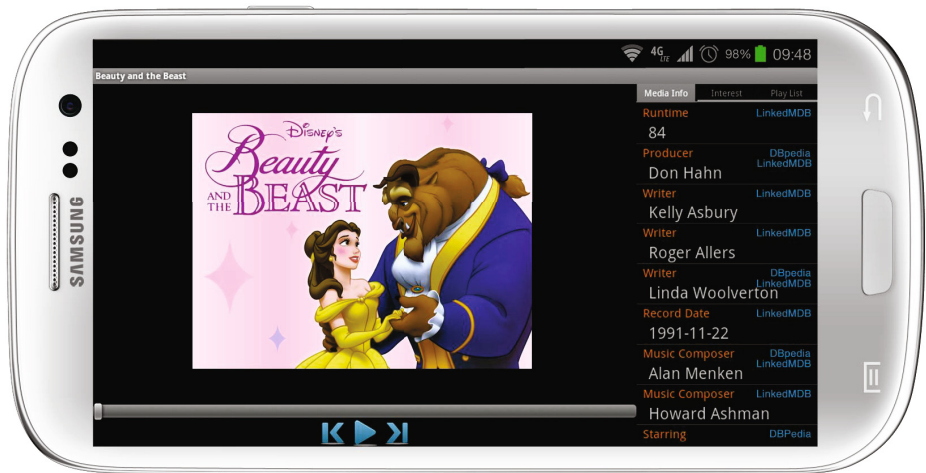 4G LTE 98% 09:48
Beauty and the Beast
DISNEY'S
Beauty
AND THE BEAST
SAMSUNG
Media Info Interest Play List
Runtime LinkedMDB
84
Producer DBpedia
LinkedMDB
Don Hahn
Writer LinkedMDB
Kelly Asbury
Writer LinkedMDB
Roger Allers
Writer DBpedia
LinkedMDB
Linda Woolverton
Record Date LinkedMDB
1991-11-22
Music Composer DBpedia
LinkedMDB
Alan Menken
Music Composer LinkedMDB
Howard Ashman
Starring DBPedia